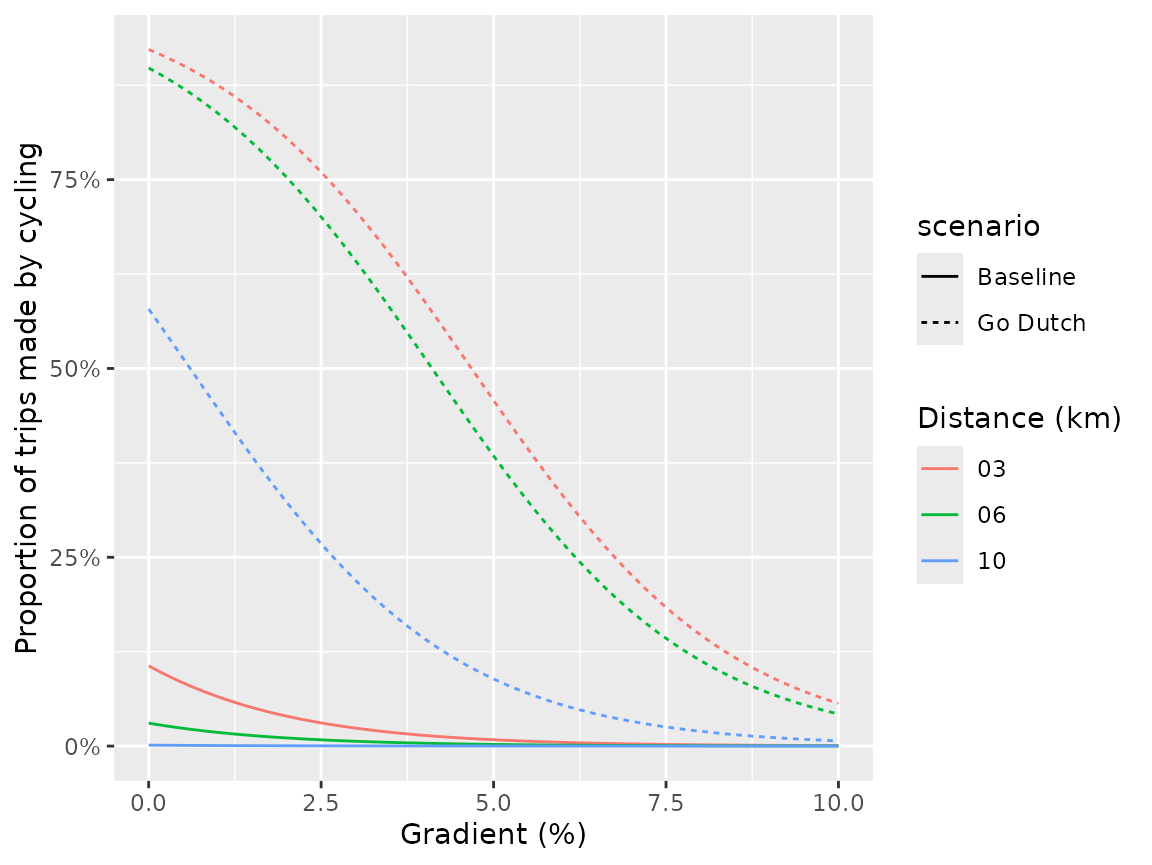 Proportion of trips made by cycling
75%
50%
25%
0%
0.0
2.5
5.0
7.5
10.0
Gradient (%)
scenario
Baseline
Go Dutch
Distance (km)
03
06
10